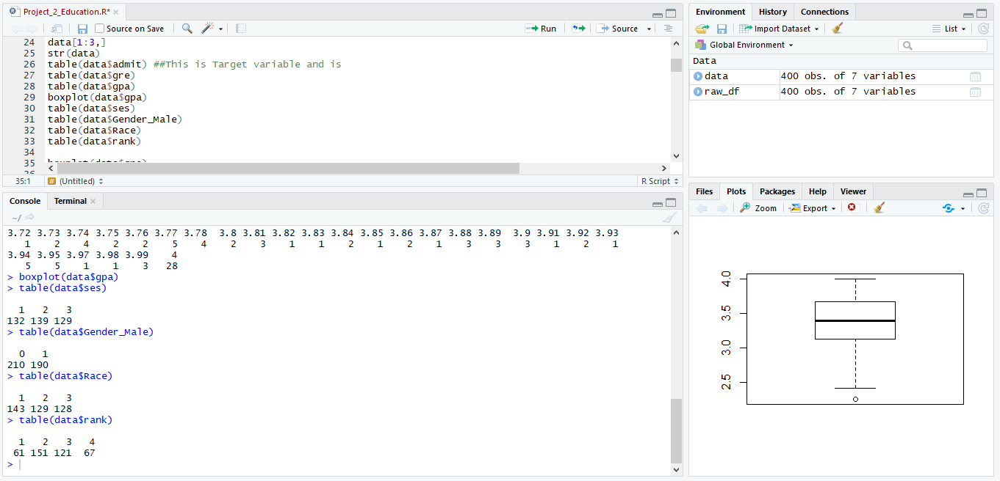 Project_2_Education.R*
Source on Save
Run
Source
24 data[1:3,]
25 str(data)
26 table(data$admit) ##This is Target variable and is
27 table(data$gre)
28 table(data$gpa)
29 boxplot(data$gpa)
30 table(data$ses)
31 table(data$Gender_Male)
32 table(data$Race)
33 table(data$rank)
34
35
35:1
(Untitled)
R Script
Console
Terminal
~/
3.72 3.73 3.74 3.75 3.76 3.77 3.78 3.8 3.81 3.82 3.83 3.84 3.85 3.86 3.87 3.88 3.89 3.9 3.91 3.92 3.93
1 2 4 2 2 5 4 2 3 1 1 2 1 2 1 3 3 3 1 2 1
3.94 3.95 3.97 3.98 3.99 4
5 5 1 1 3 28
> boxplot(data$gpa)
> table(data$ses)
1 2 3
132 139 129
> table(data$Gender_Male)
0 1
210 190
> table(data$Race)
1 2 3
143 129 128
> table(data$rank)
1 2 3 4
61 151 121 67
>
Environment
History
Connections
Import Dataset
List
Global Environment
Data
data 400 obs. of 7 variables
raw_df 400 obs. of 7 variables
Files
Plots
Packages
Help
Viewer
Zoom
Export
4.0
3.5
3.0
2.5